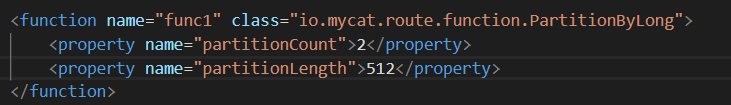 <function name="func1" class="io.mycat.route.function.PartitionByLong">
    <property name="partitionCount">2</property>
    <property name="partitionLength">512</property>
</function>